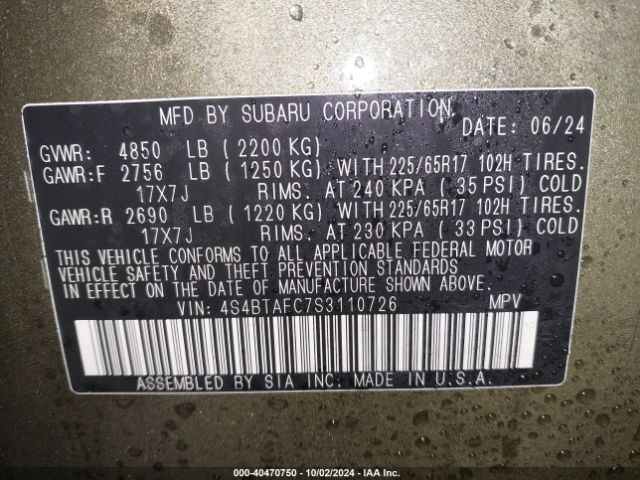 MFD BY SUBARU CORPORATION
DATE: 06/24
GVWR: 4850 LB (2200 KG)
GAWR:F 2756 LB (1250 KG) WITH 225/65R17 102H TIRES.
17X7J RIMS. AT 240 KPA (35 PSI) COLD
GAWR:R 2690 LB (1220 KG) WITH 225/65R17 102H TIRES.
17X7J RIMS. AT 230 KPA (33 PSI) COLD
THIS VEHICLE CONFORMS TO ALL APPLICABLE FEDERAL MOTOR
VEHICLE SAFETY AND THEFT PREVENTION STANDARDS
IN EFFECT ON THE DATE OF MANUFACTURE SHOWN ABOVE.
VIN: 4S4BTAFC7S3110726 MPV
ASSEMBLED BY SIA INC. MADE IN U.S.A.
000-40470750 | 10/02/2024 | IAA Inc.